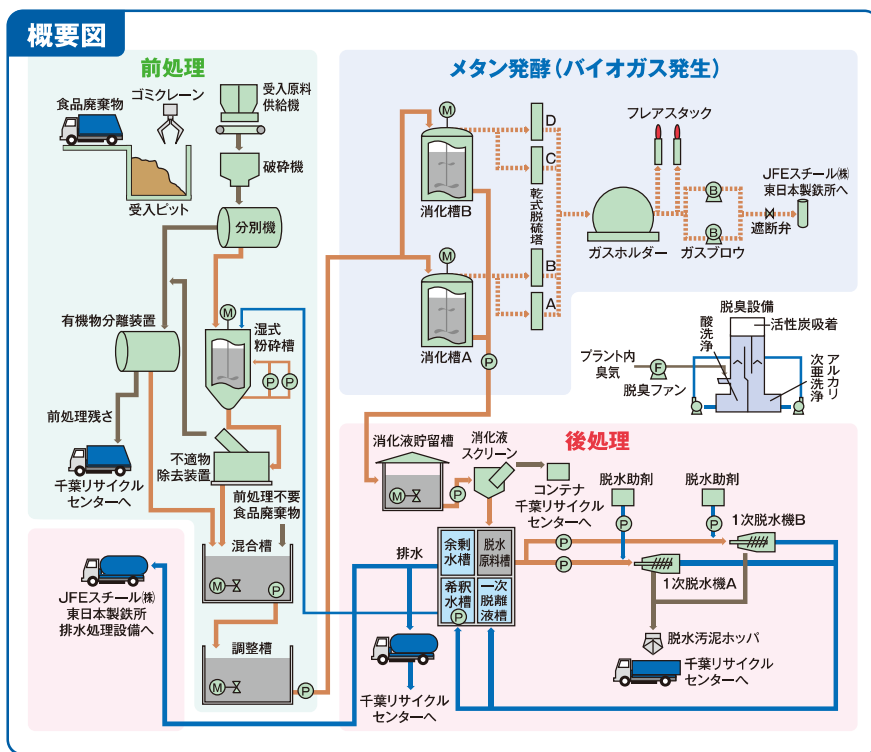 概要図
前処理
食品廃棄物
ゴミクレーン
受入原料
供給機
受入ピット
破砕機
分別機
有機物分離装置
M
湿式
粉砕槽
P
P
前処理残さ
千葉リサイクル
センターへ
不適物
除去装置
前処理不要
食品廃棄物
混合槽
M
P
調整槽
M
P
JFEスチール㈱
東日本製鉄所
排水処理設備へ
メタン発酵(バイオガス発生)
M
消化槽B
M
消化槽A
P
D
C
乾式脱硫塔
B
A
ガスホルダー
フレアスタック
B
B
ガスブロウ
遮断弁
JFEスチール㈱
東日本製鉄所へ
脱臭設備
活性炭吸着
酸洗浄
アルカリ
次亜洗浄
プラント内
臭気
F
脱臭ファン
後処理
消化液貯留槽
M
P
消化液
スクリーン
コンテナ
千葉リサイクル
センターへ
脱水助剤
脱水助剤
P
P
1次脱水機B
P
P
1次脱水機A
余剰
水槽
脱水
原料槽
希釈
水槽
P
一次
脱離
液槽
排水
千葉リサイクル
センターへ
脱水汚泥ホッパ
千葉リサイクル
センターへ